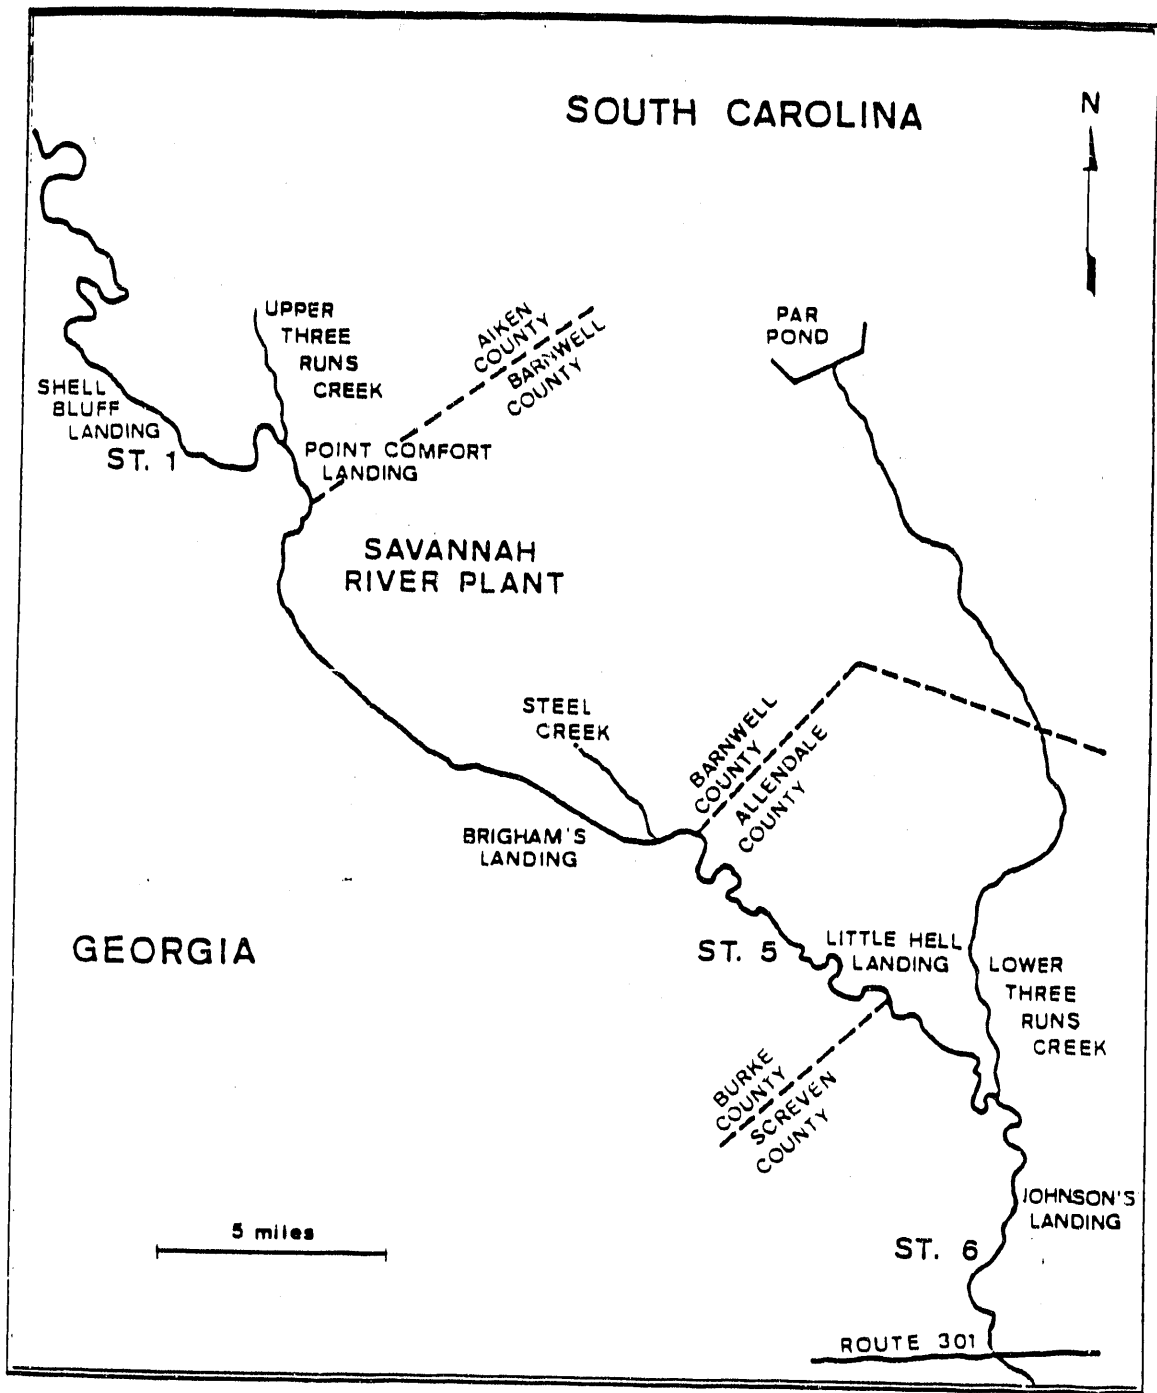 SOUTH CAROLINA
N
UPPER
THREE
RUNS
CREEK
AIKEN
COUNTY
BARNWELL
COUNTY
PAR
POND
SHELL
BLUFF
LANDING
ST. 1
POINT COMFORT
LANDING
SAVANNAH
RIVER PLANT
STEEL
CREEK
BARNWELL
COUNTY
ALLENDALE
COUNTY
BRIGHAM'S
LANDING
GEORGIA
ST. 5
LITTLE HELL
LANDING
LOWER
THREE
RUNS
CREEK
BURKE
COUNTY
SCREVEN
COUNTY
JOHNSON'S
LANDING
5 miles
ST. 6
ROUTE 301